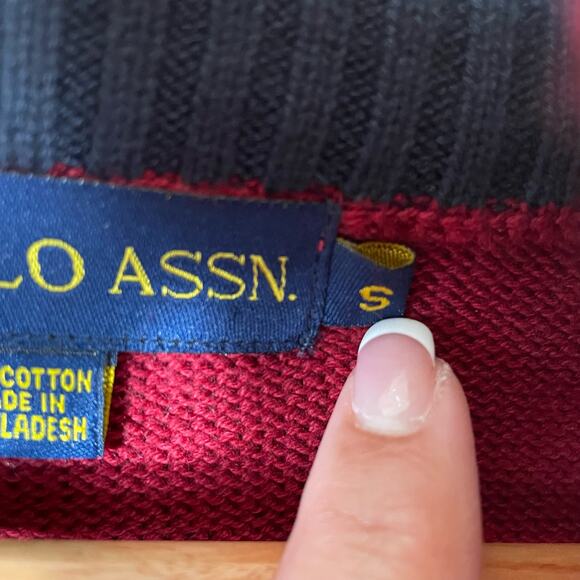 LO ASSN.
S
COTTON
DE IN
LADESH